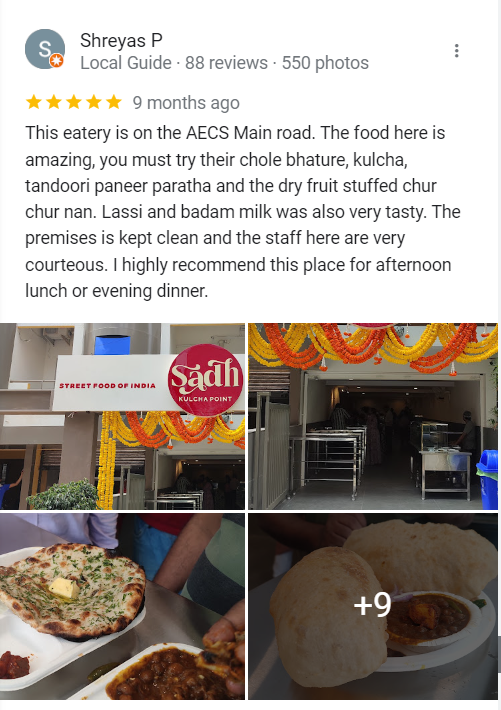 S
Shreyas P
Local Guide · 88 reviews · 550 photos
9 months ago
This eatery is on the AECS Main road. The food here is
amazing, you must try their chole bhature, kulcha,
tandoori paneer paratha and the dry fruit stuffed chur
chur nan. Lassi and badam milk was also very tasty. The
premises is kept clean and the staff here are very
courteous. I highly recommend this place for afternoon
lunch or evening dinner.
STREET FOOD OF INDIA
Sadh
KULCHA POINT
+9